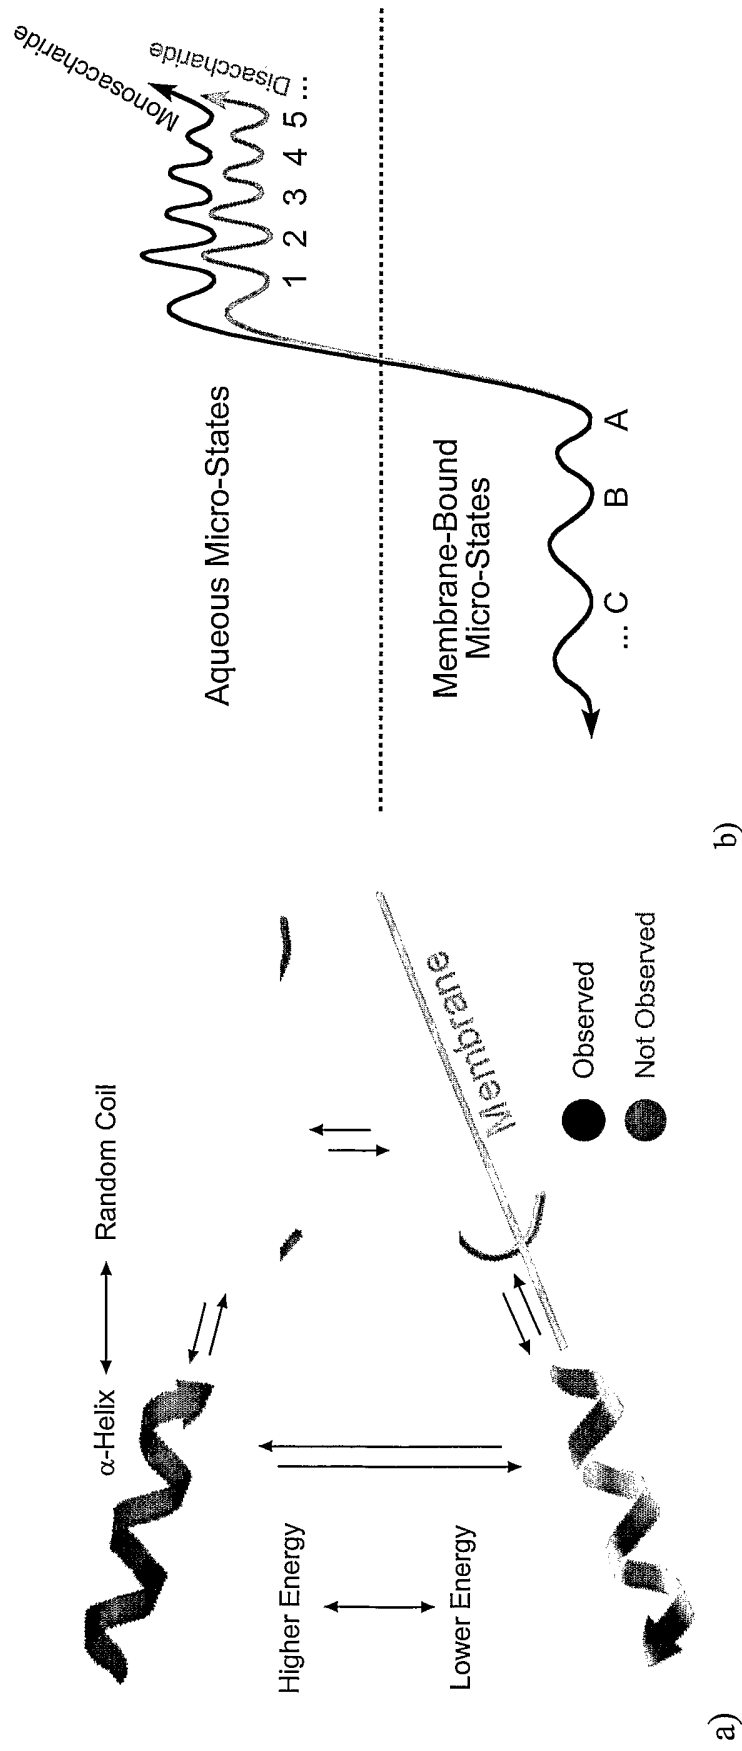 α-Helix
Random Coil
Higher Energy
Lower Energy
Membrane
Observed
Not Observed
a)
Aqueous Micro-States
Monosaccharide
Disaccharide
1 2 3 4 5 ...
Membrane-Bound
Micro-States
... C B A
b)